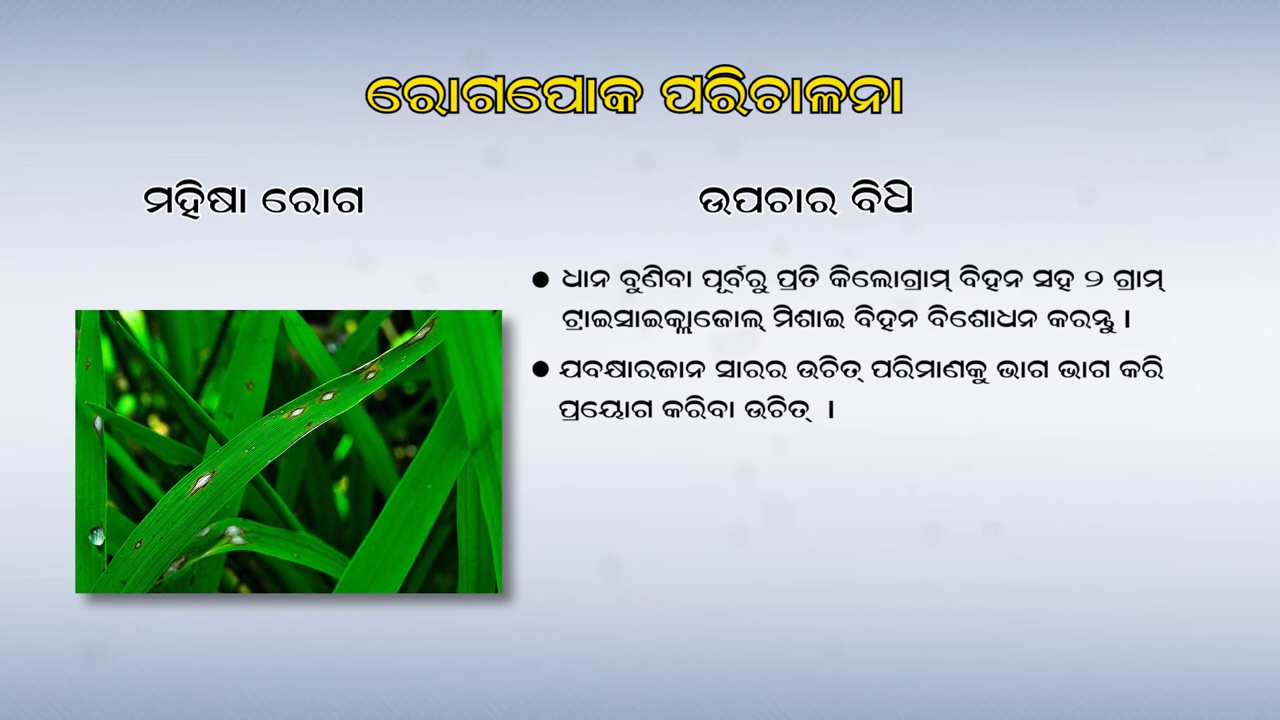 ରୋଗପୋକ ପରିଚାଳନା
ମହିଷା ରୋଗ
ଉପଚାର ବିଧି
● ଧାନ ବୁଣିବା ପୂର୍ବରୁ ପ୍ରତି କିଲୋଗ୍ରାମ୍ ବିହନ ସହ ୨ ଗ୍ରାମ୍
ଟ୍ରାଇସାଇକ୍ଲାଜୋଲ୍ ମିଶାଇ ବିହନ ବିଶୋଧନ କରନ୍ତୁ ।
● ଯବକ୍ଷାରଜାନ ସାରର ଉଚିତ୍ ପରିମାଣକୁ ଭାଗ ଭାଗ କରି
ପ୍ରୟୋଗ କରିବା ଉଚିତ୍ ।